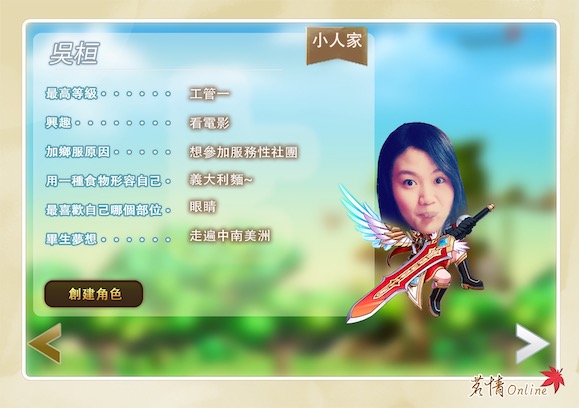 吳桓
小人家
最高等級・・・・・・ 工管一
興趣・・・・・・・・ 看電影
加鄉服原因・・・・・ 想參加服務性社團
用一種食物形容自己・ 義大利麵~
最喜歡自己哪個部位・ 眼睛
畢生夢想・・・・・・ 走遍中南美洲
創建角色
茗情Online